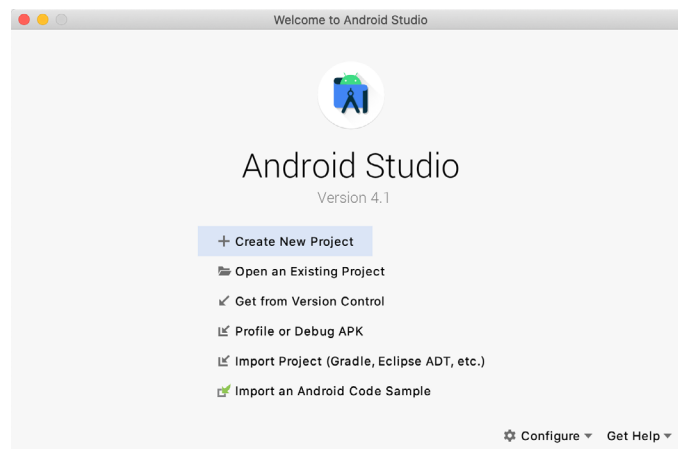 Welcome to Android Studio
Android Studio
Version 4.1
Create New Project
Open an Existing Project
Get from Version Control
Profile or Debug APK
Import Project (Gradle, Eclipse ADT, etc.)
Import an Android Code Sample
Configure Get Help